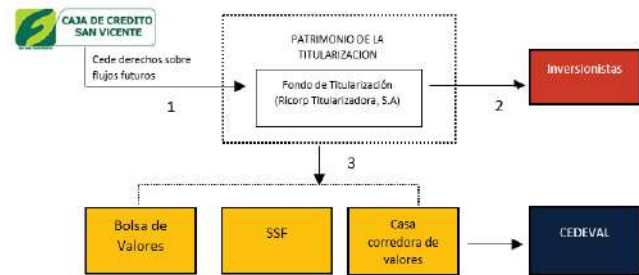 CAJA DE CREDITO
SAN VICENTE
Cede derechos sobre
flujos futuros
1
PATRIMONIO DE LA
TITULARIZACION
Fondo de Titularización
(Ricorp Titularizadora, S.A)
2
Inversionistas
3
Bolsa de
Valores
SSF
Casa
corredora de
valores
CEDEVAL